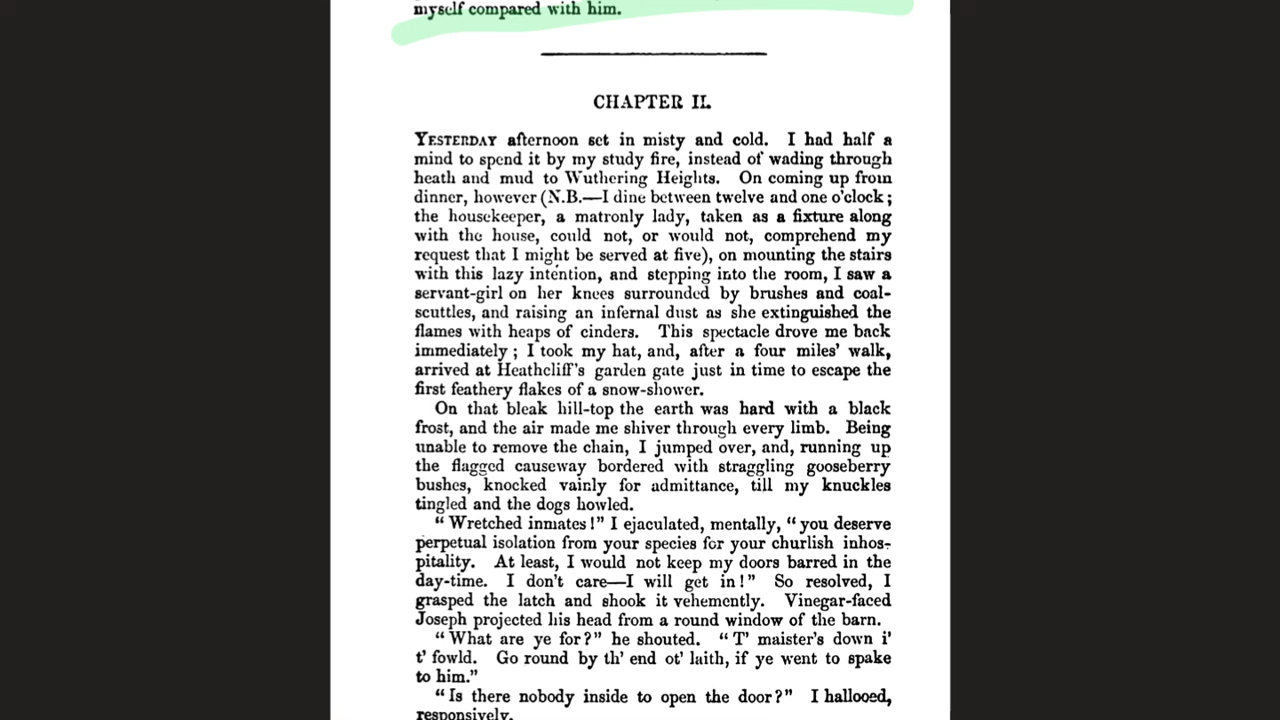 myself compared with him.
CHAPTER II.
YESTERDAY afternoon set in misty and cold. I had half a
mind to spend it by my study fire, instead of wading through
heath and mud to Wuthering Heights. On coming up from
dinner, however (N.B.—I dine between twelve and one o'clock;
the housekeeper, a matronly lady, taken as a fixture along
with the house, could not, or would not, comprehend my
request that I might be served at five), on mounting the stairs
with this lazy intention, and stepping into the room, I saw a
servant-girl on her knees surrounded by brushes and coal-
scuttles, and raising an infernal dust as she extinguished the
flames with heaps of cinders. This spectacle drove me back
immediately; I took my hat, and, after a four miles' walk,
arrived at Heathcliff's garden gate just in time to escape the
first feathery flakes of a snow-shower.
On that bleak hill-top the earth was hard with a black
frost, and the air made me shiver through every limb. Being
unable to remove the chain, I jumped over, and, running up
the flagged causeway bordered with straggling gooseberry
bushes, knocked vainly for admittance, till my knuckles
tingled and the dogs howled.
"Wretched inmates!" I ejaculated, mentally, "you deserve
perpetual isolation from your species for your churlish inhos-
pitality. At least, I would not keep my doors barred in the
day-time. I don't care—I will get in!" So resolved, I
grasped the latch and shook it vehemently. Vinegar-faced
Joseph projected his head from a round window of the barn.
"What are ye for?" he shouted. "T' maister's down i'
t' fowld. Go round by th' end ot' laith, if ye went to spake
to him."
"Is there nobody inside to open the door?" I hallooed,
responsively.